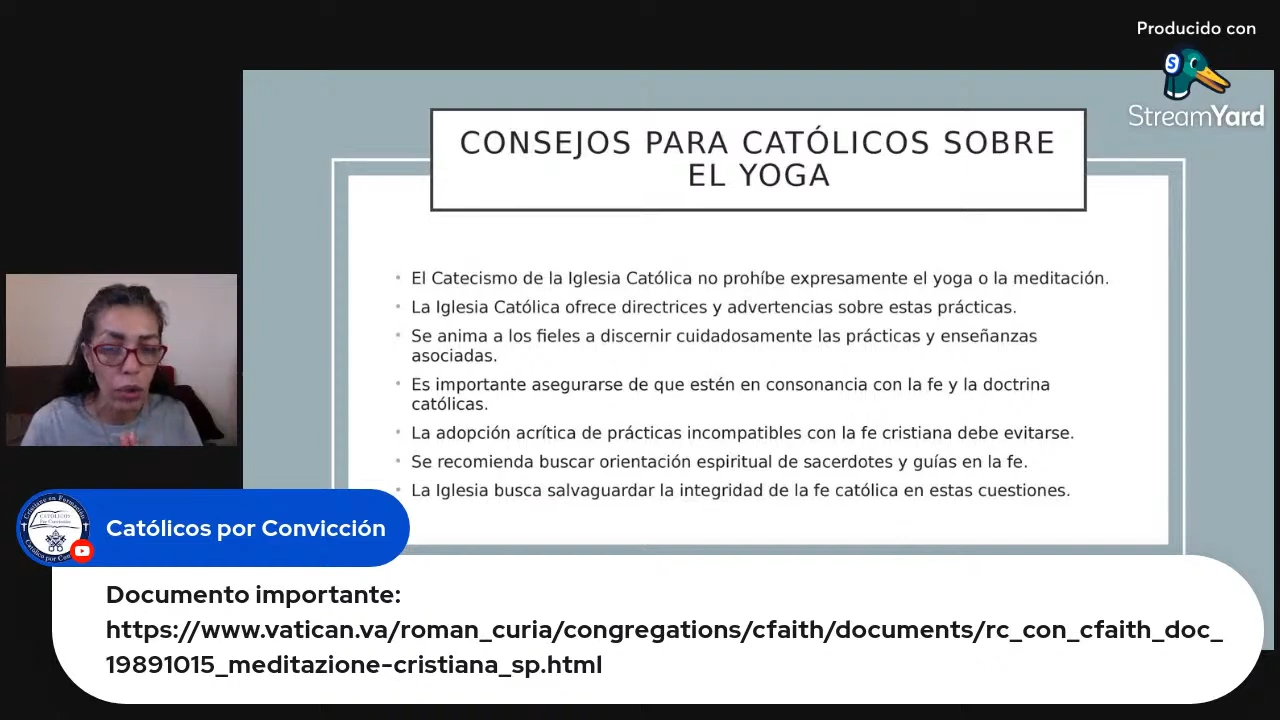 Producido con
StreamYard
CONSEJOS PARA CATÓLICOS SOBRE
EL YOGA
• El Catecismo de la Iglesia Católica no prohíbe expresamente el yoga o la meditación.
• La Iglesia Católica ofrece directrices y advertencias sobre estas prácticas.
• Se anima a los fieles a discernir cuidadosamente las prácticas y enseñanzas
asociadas.
• Es importante asegurarse de que estén en consonancia con la fe y la doctrina
católicas.
• La adopción acrítica de prácticas incompatibles con la fe cristiana debe evitarse.
• Se recomienda buscar orientación espiritual de sacerdotes y guías en la fe.
• La Iglesia busca salvaguardar la integridad de la fe católica en estas cuestiones.
Católicos por Convicción
Documento importante:
https://www.vatican.va/roman_curia/congregations/cfaith/documents/rc_con_cfaith_doc_
19891015_meditazione-cristiana_sp.html